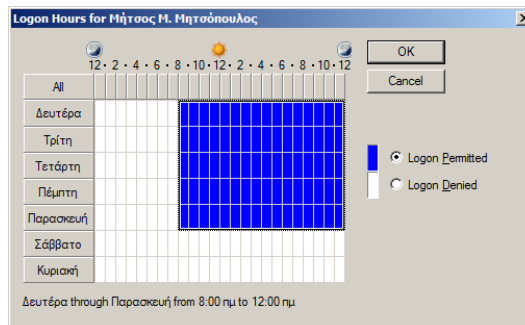 Logon Hours for Μήτσος Μ. Μητσόπουλος
OK
12 · 2 · 4 · 6 · 8 · 10 · 12 · 2 · 4 · 6 · 8 · 10 · 12
Cancel
All
Δευτέρα
Τρίτη
Τετάρτη
Logon Permitted
Πέμπτη
Logon Denied
Παρασκευή
Σάββατο
Κυριακή
Δευτέρα through Παρασκευή from 8:00 πμ to 12:00 πμ